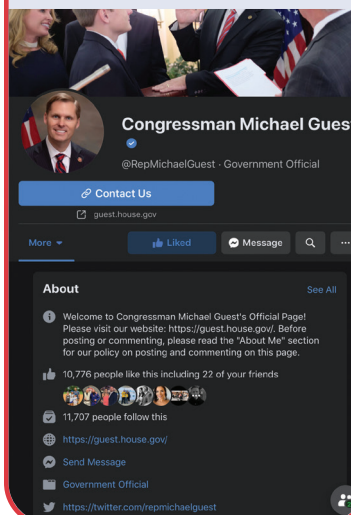 Congressman Michael Guest
@RepMichaelGuest · Government Official
Contact Us
guest.house.gov
More
Liked
Message
About
See All
Welcome to Congressman Michael Guest's Official Page!
Please visit our website: https://guest.house.gov/. Before
posting or commenting, please read the "About Me" section
for our policy on posting and commenting on this page.
10,776 people like this including 22 of your friends
11,707 people follow this
https://guest.house.gov/
Send Message
Government Official
https://twitter.com/repmichaelguest